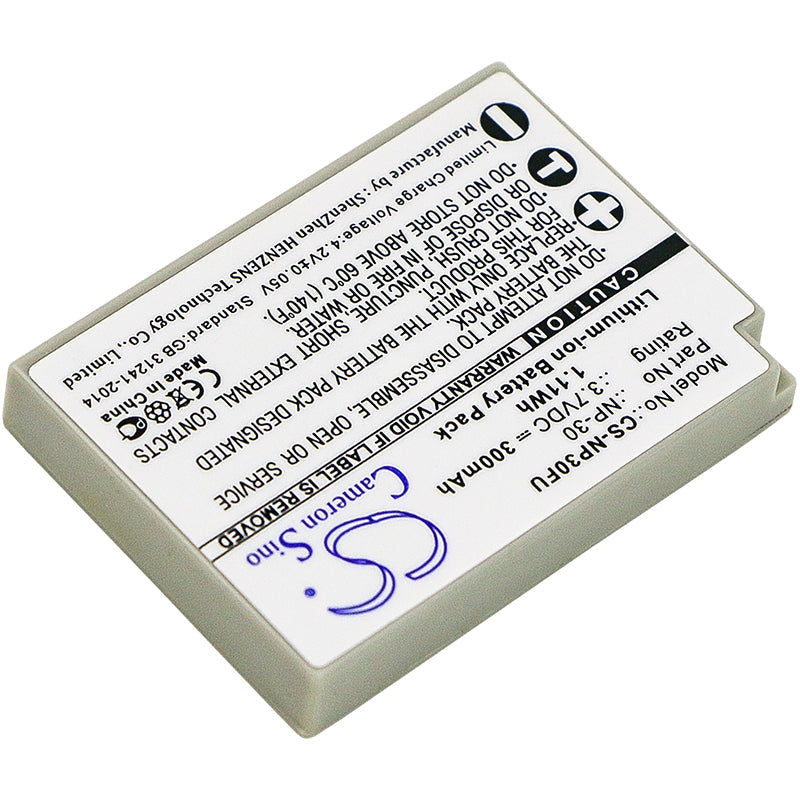 CS.
Cameron Sino
Model No.: :CS-NP30FU
Part No :NP-30
Rating :3.7VDC ⎓ 300mAh
1.11Wh
Lithium-Ion Battery Pack
CAUTION WARRANTY VOID IF LABEL IS REMOVED
•DO NOT ATTEMPT TO DISASSEMBLE, OPEN OR SERVICE
THE BATTERY PACK.
•REPLACE ONLY WITH THE BATTERY PACK DESIGNED
FOR THIS PRODUCT.
•DO NOT CRUSH, PUNCTURE, SHORT EXTERNAL CONTACTS
OR DISPOSE OF IN FIRE OR WATER.
•DO NOT STORE ABOVE 60°C (140°F).
Limited Charge Voltage:4.2V±0.05V Standard:GB 31241-2014
Manufacture by :ShenZhen HENZENS Technology Co., Limited
Made in China
CE
+ T −